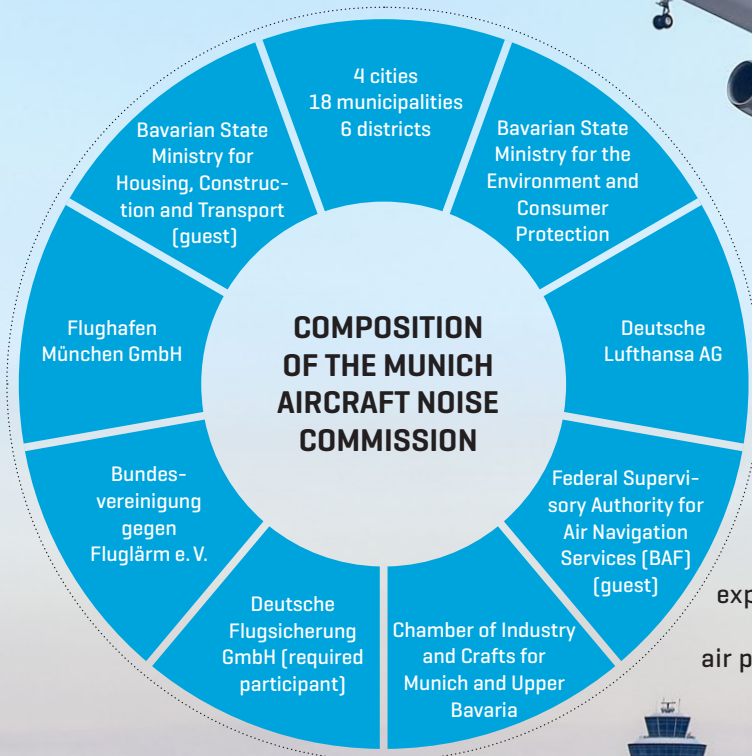 4 cities
18 municipalities
6 districts
Bavarian State
Ministry for the
Environment and
Consumer
Protection
Deutsche
Lufthansa AG
Federal Supervi-
sory Authority for
Air Navigation
Services (BAF)
(guest)
Chamber of Industry
and Crafts for
Munich and Upper
Bavaria
Deutsche
Flugsicherung
GmbH (required
participant)
Bundes-
vereinigung
gegen
Fluglärm e. V.
Flughafen
München GmbH
Bavarian State
Ministry for
Housing, Construc-
tion and Transport
(guest)
COMPOSITION
OF THE MUNICH
AIRCRAFT NOISE
COMMISSION
exp
air p